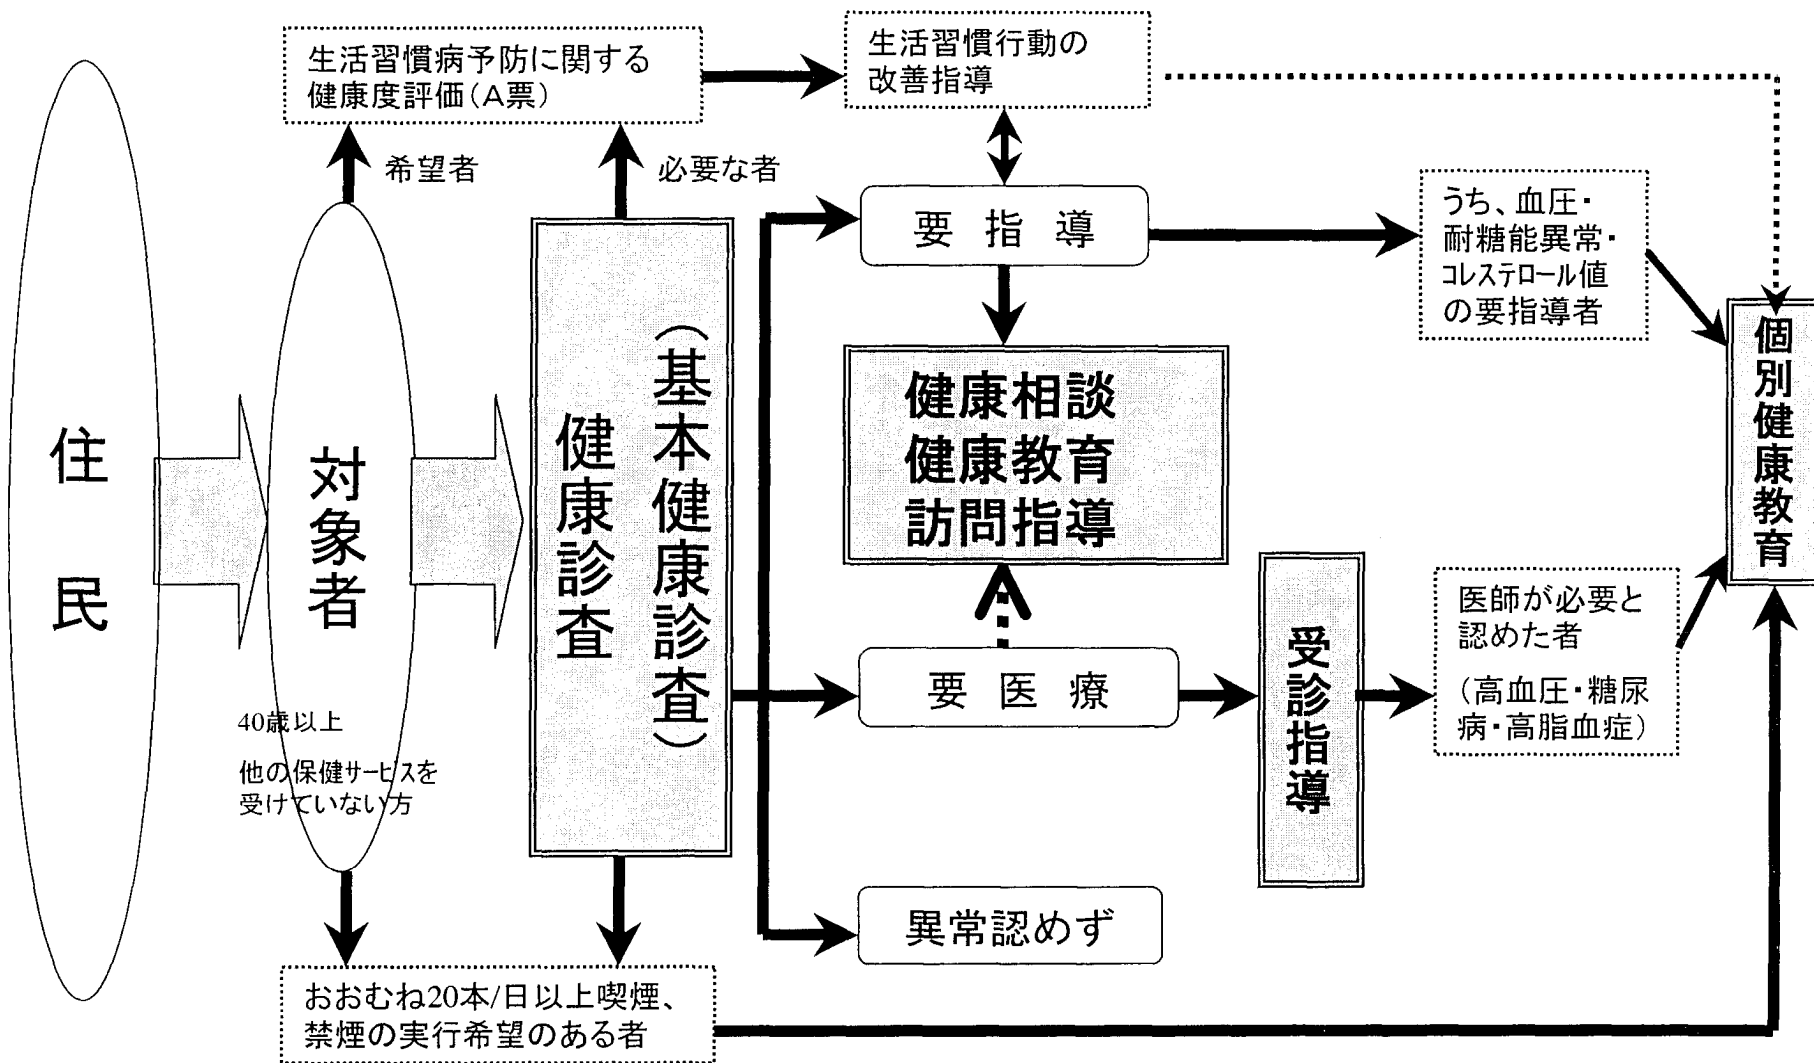 生活習慣病予防に関する
健康度評価(A票)
生活習慣行動の
改善指導
希望者
必要な者
要指導
うち、血圧・
耐糖能異常・
コレステロール値
の要指導者
住民
対象者
40歳以上
他の保健サービスを
受けていない方
健康診査
(基本健康診査)
健康相談
健康教育
訪問指導
個別健康教育
要医療
受診指導
医師が必要と
認めた者
(高血圧・糖尿
病・高脂血症)
異常認めず
おおむね20本/日以上喫煙、
禁煙の実行希望のある者